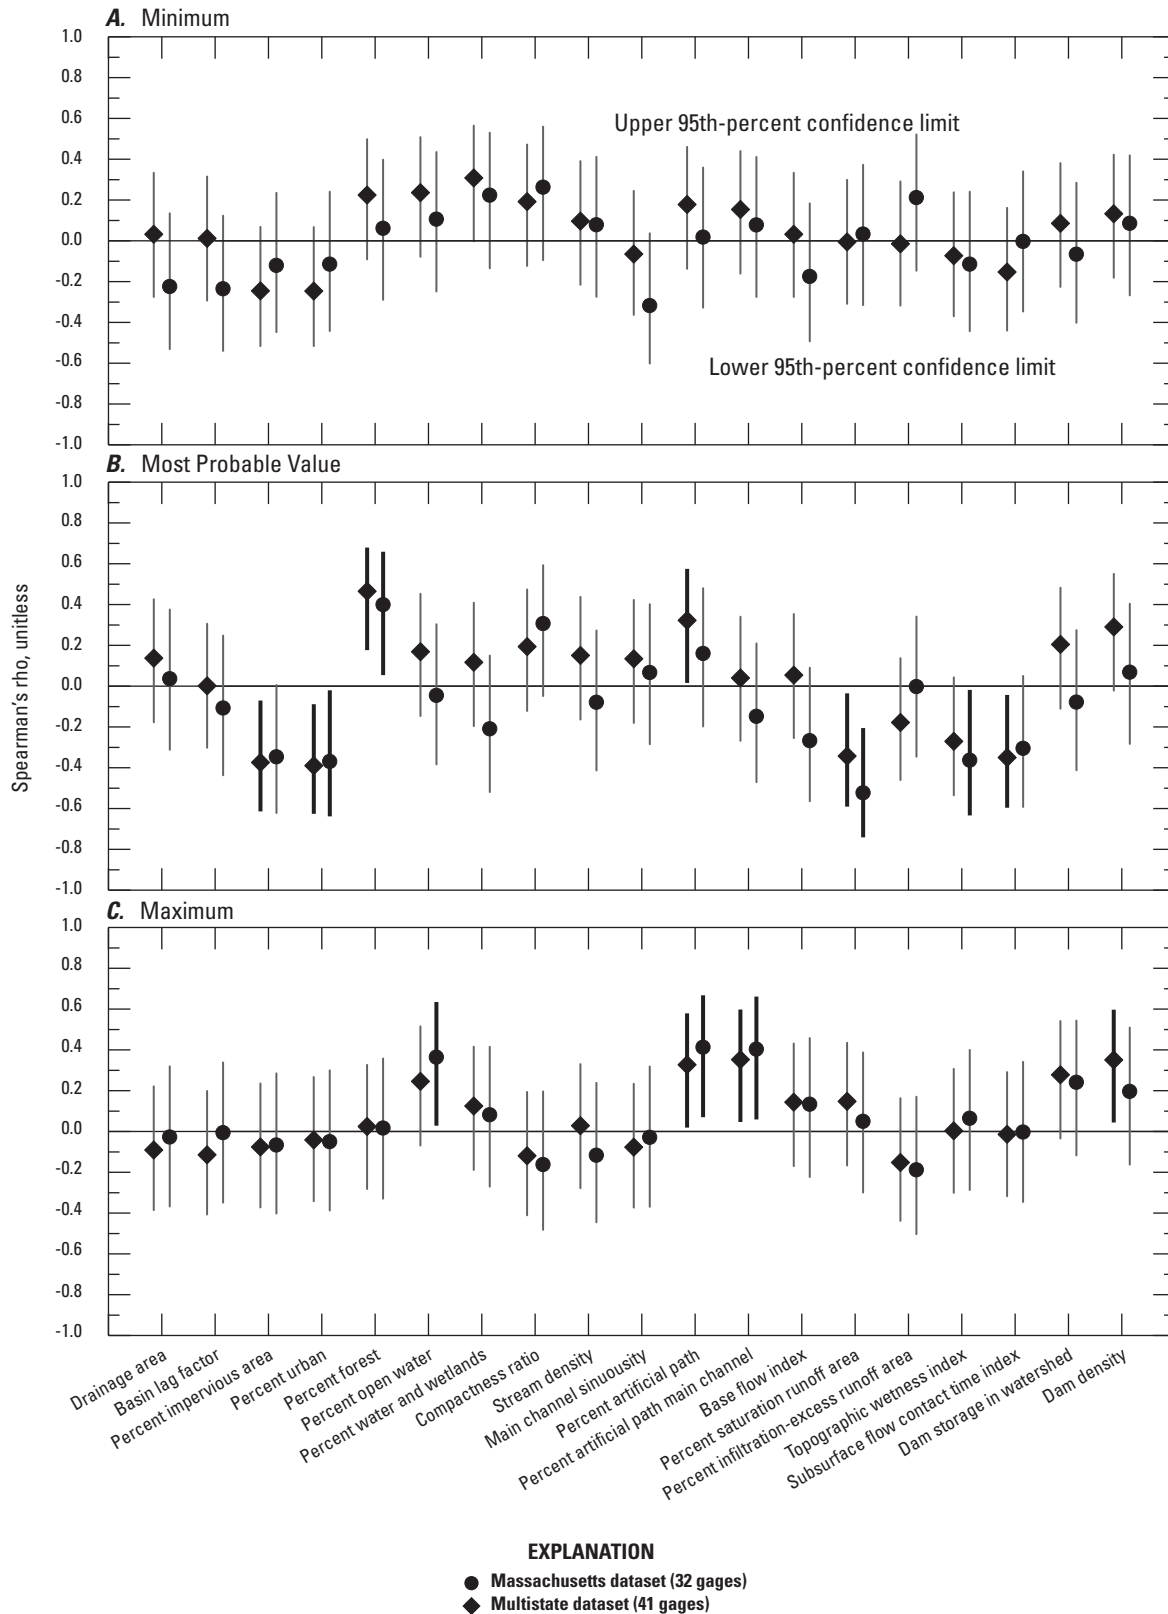 A. Minimum
1.0
0.8
0.6
0.4
0.2
0.0
-0.2
-0.4
-0.6
-0.8
-1.0
Upper 95th-percent confidence limit
Lower 95th-percent confidence limit
B. Most Probable Value
1.0
0.8
0.6
0.4
0.2
0.0
-0.2
-0.4
-0.6
-0.8
-1.0
Spearman's rho, unitless
C. Maximum
1.0
0.8
0.6
0.4
0.2
0.0
-0.2
-0.4
-0.6
-0.8
-1.0
Drainage area
Basin lag factor
Percent impervious area
Percent urban
Percent forest
Percent open water
Percent water and wetlands
Compactness ratio
Stream density
Main channel sinuousity
Percent artificial path
Percent artificial path main channel
Base flow index
Percent saturation runoff area
Percent infiltration-excess runoff area
Topographic wetness index
Subsurface flow contact time index
Dam storage in watershed
Dam density
EXPLANATION
Massachusetts dataset (32 gages)
Multistate dataset (41 gages)